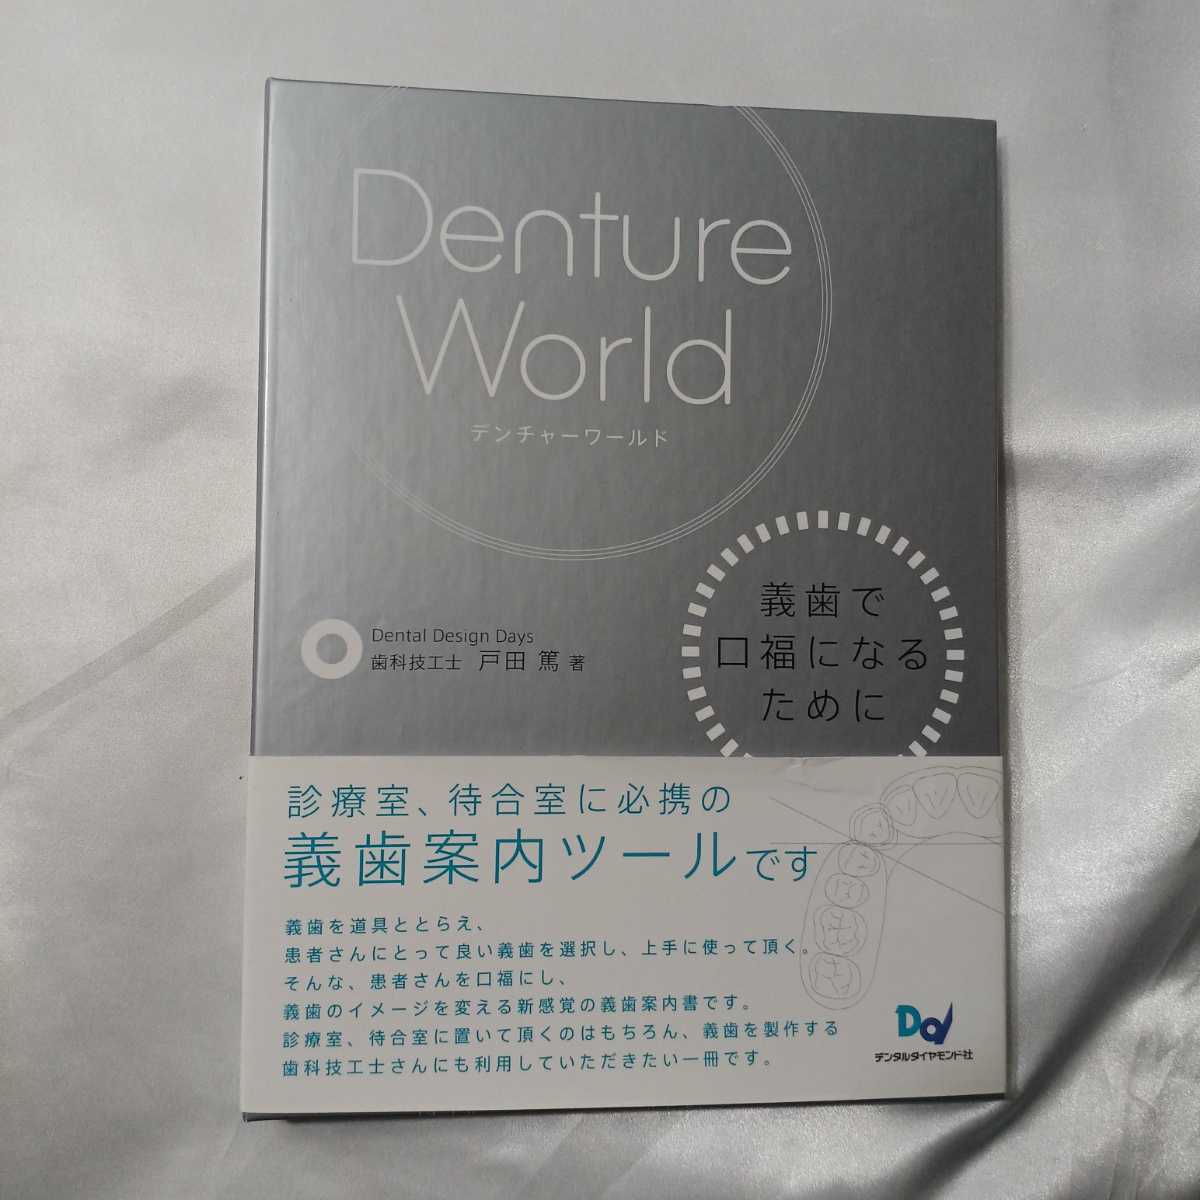 Denture
World
デンチャーワールド
義歯で
口福になる
ために
Dental Design Days
歯科技工士 戸田 篤 著
診療室、待合室に必携の
義歯案内ツールです
義歯を道具ととらえ、
患者さんにとって良い義歯を選択し、上手に使って頂く。
そんな、患者さんを口福にし、
義歯のイメージを変える新感覚の義歯案内書です。
診療室、待合室に置いて頂くのはもちろん、義歯を製作する
歯科技工士さんにも利用していただきたい一冊です。
DD
デンタルダイヤモンド社